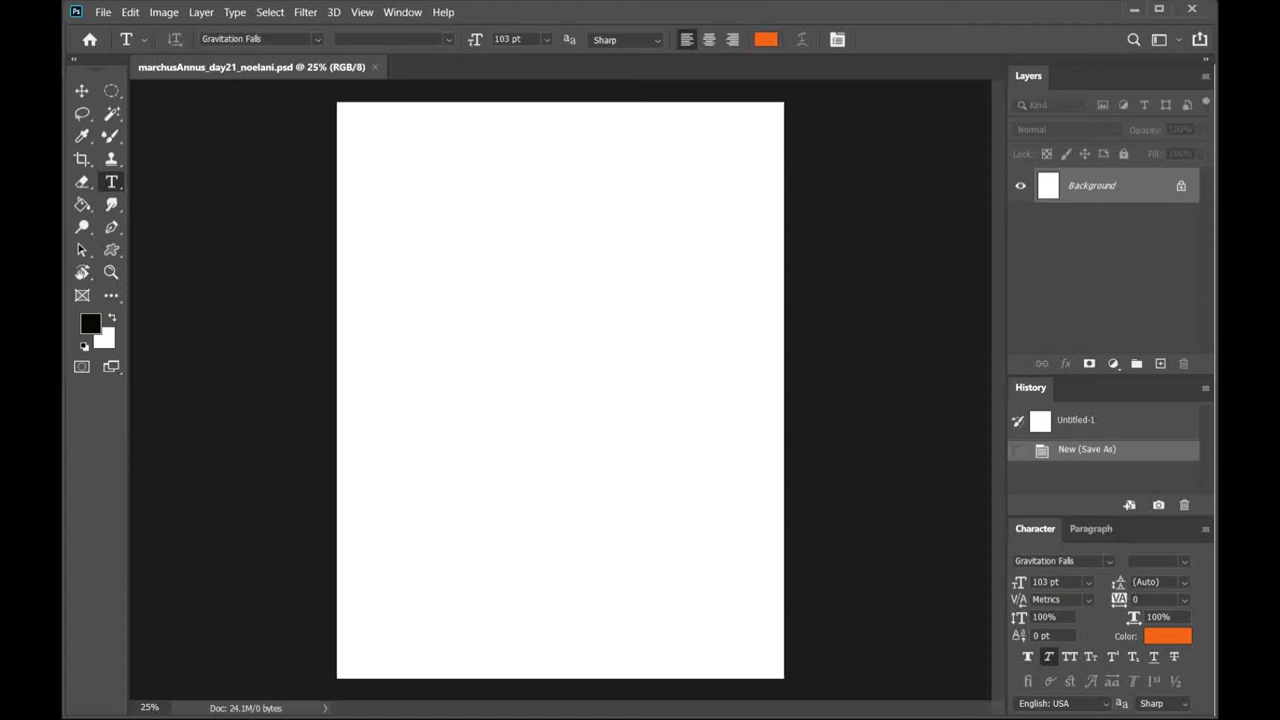 Ps File Edit Image Layer Type Select Filter 3D View Window Help
Gravitation Falls 103 pt Sharp
marchusAnnus_day21_noelani.psd @ 25% (RGB/8)
Layers
Kind
Normal Opacity: 100%
Lock: Fill: 100%
Background
History
Untitled-1
New (Save As)
Character Paragraph
Gravitation Falls
103 pt (Auto)
Metrics 0
100% 100%
0 pt Color:
English: USA Sharp
25% Doc: 24.1M/0 bytes